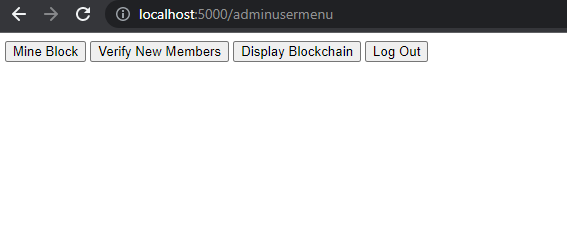 localhost:5000/adminusermenu
Mine Block Verify New Members Display Blockchain Log Out